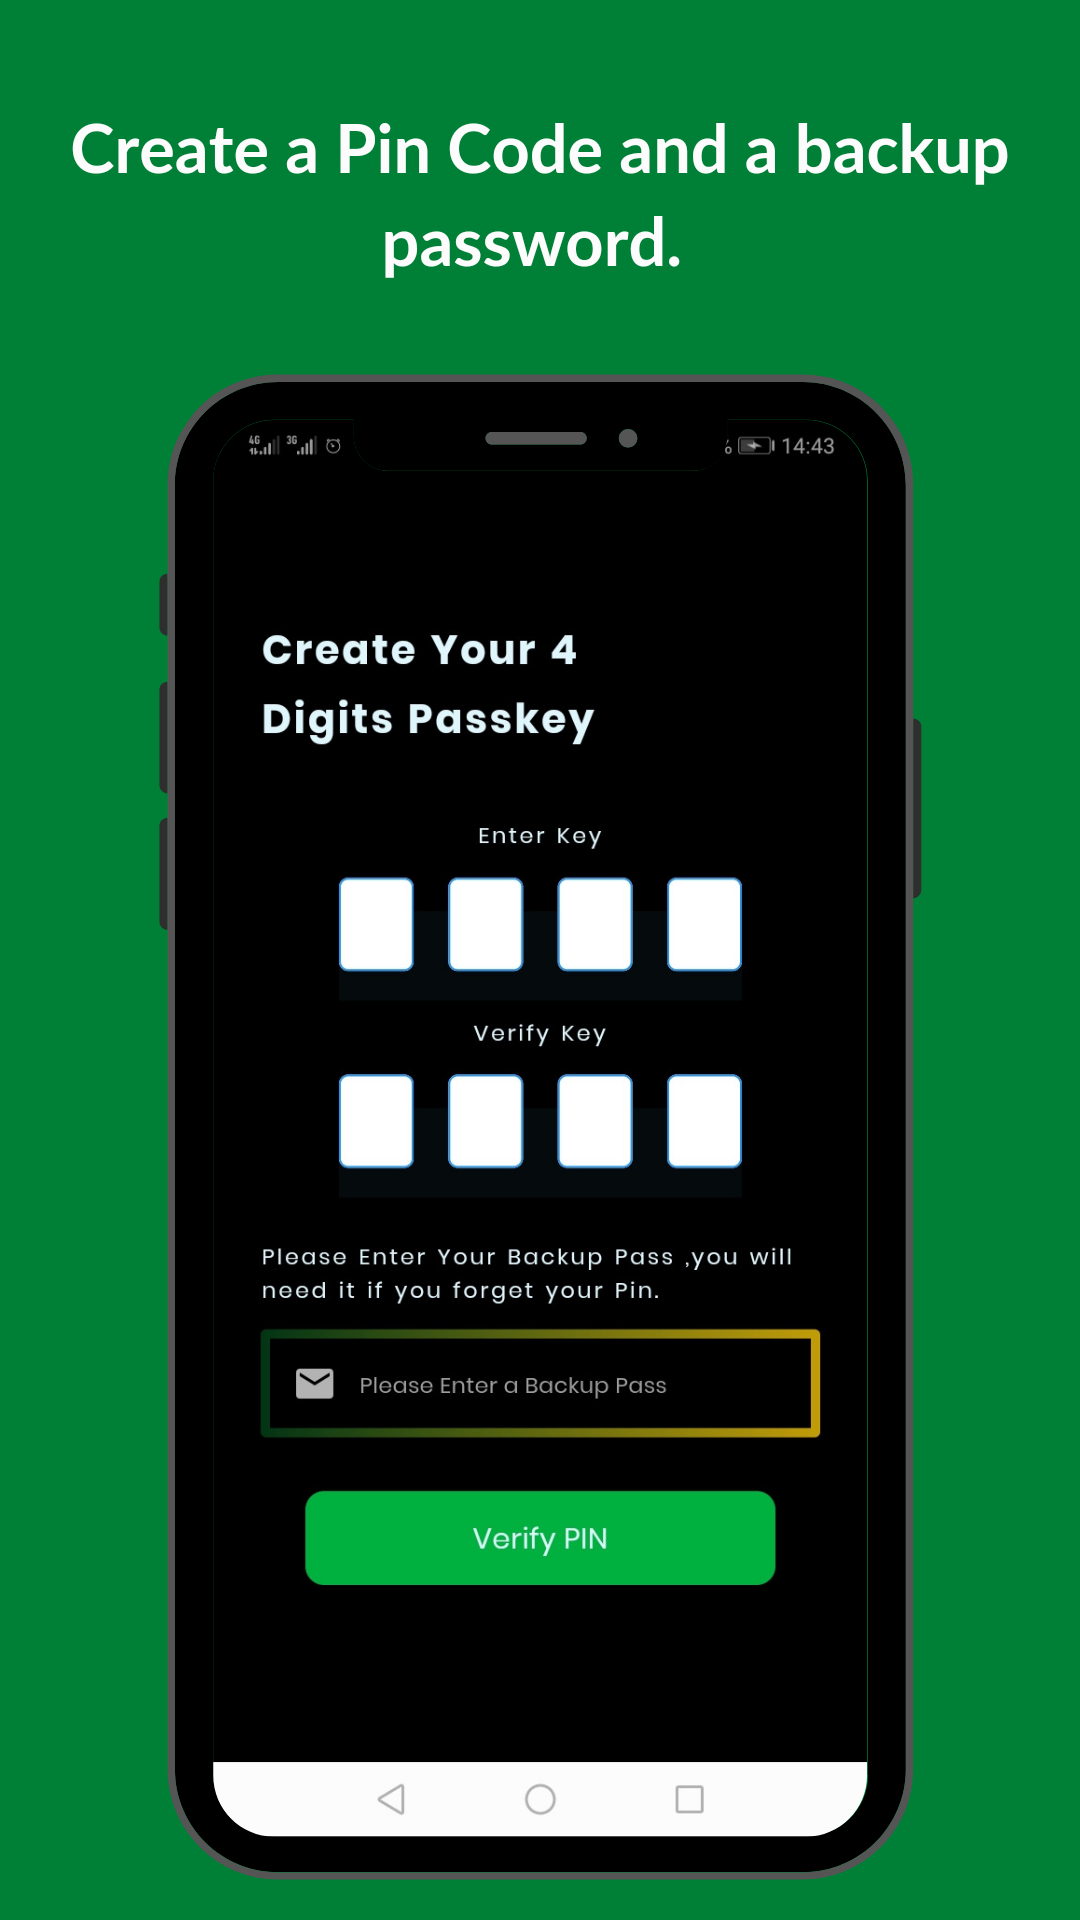 Create a Pin Code and a backup
password.
4G 3G 14:43
Create Your 4
Digits Passkey
Enter Key
Verify Key
Please Enter Your Backup Pass ,you will
need it if you forget your Pin.
Please Enter a Backup Pass
Verify PIN